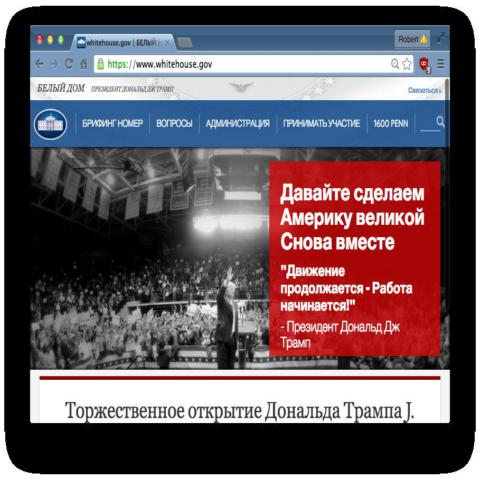 whitehouse.gov | БЕЛЫЙ
Robert
https://www.whitehouse.gov
БЕЛЫЙ ДОМ ПРЕЗИДЕНТ ДОНАЛЬД ДЖ ТРАМП
Связаться
БРИФИНГ НОМЕР ВОПРОСЫ АДМИНИСТРАЦИЯ ПРИНИМАТЬ УЧАСТИЕ 1600 PENN
Давайте сделаем
Америку великой
Снова вместе
"Движение
продолжается - Работа
начинается!"
- Президент Дональд Дж
Трамп
Торжественное открытие Дональда Трампа J.